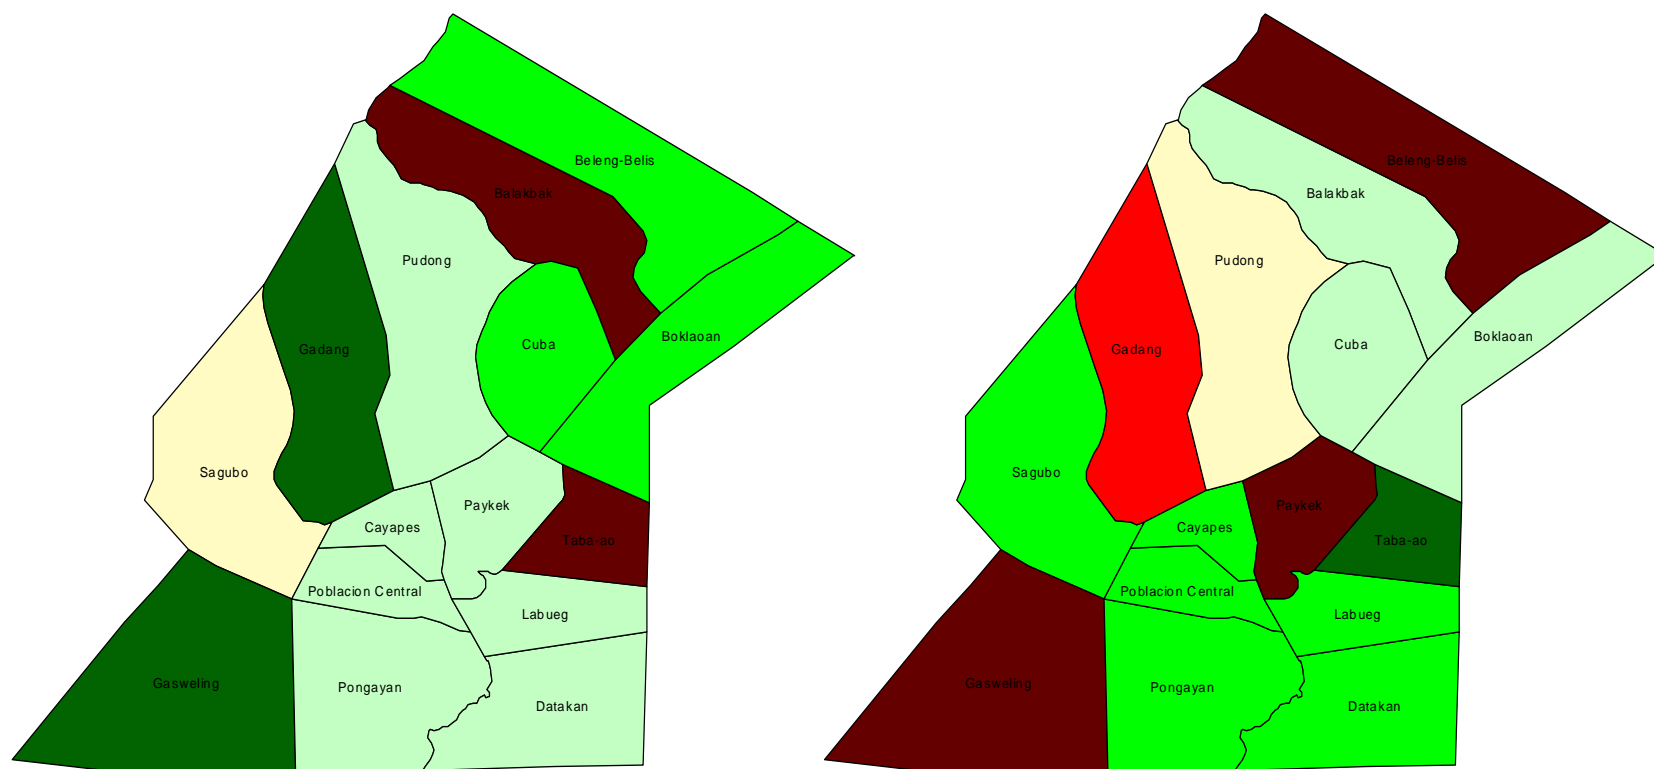 Beleng-Belis
Balakbak
Pudong
Boklaoan
Cuba
Gadang
Sagubo
Paykek
Cayapes
Taba-ao
Poblacion Central
Labueg
Gasweling
Pongayan
Datakan
Beleng-Belis
Balakbak
Pudong
Boklaoan
Cuba
Gadang
Sagubo
Paykek
Cayapes
Taba-ao
Poblacion Central
Labueg
Gasweling
Pongayan
Datakan